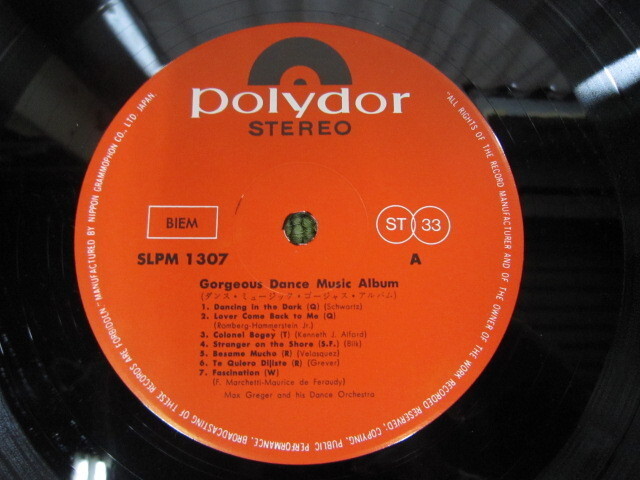 polydor
STEREO
BIEM
ST 33
SLPM 1307
A
Gorgeous Dance Music Album
(ダンス・ミュージック・ゴージャス・アルバム)
1. Dancing in the Dark (Q) (Schwartz)
2. Lover Come Back to Me (Q)
(Romberg-Hammerstein Jr.)
3. Colonel Bogey (T) (Kenneth J. Alford)
4. Stranger on the Shore (S.F.) (Bilk)
5. Besame Mucho (R) (Velasquez)
6. Te Quiero Dijiste (R) (Grever)
7. Fascination (W)
(F. Marchetti-Maurice de Feraudy)
Max Greger and his Dance Orchestra
"ALL RIGHTS OF THE RECORD MANUFACTURER AND OF THE OWNER OF THE WORK RECORDED RESERVED; COPYING, PUBLIC PERFORMANCE, BROADCASTING OF THESE RECORDS ARE FORBIDDEN" MANUFACTURED BY NIPPON GRAMMOPHON CO., LTD. JAPAN.